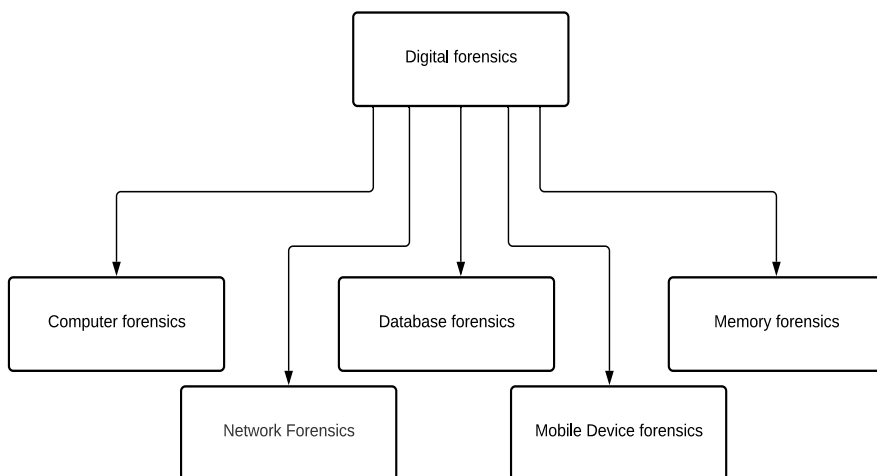 Digital forensics
Computer forensics
Database forensics
Memory forensics
Network Forensics
Mobile Device forensics